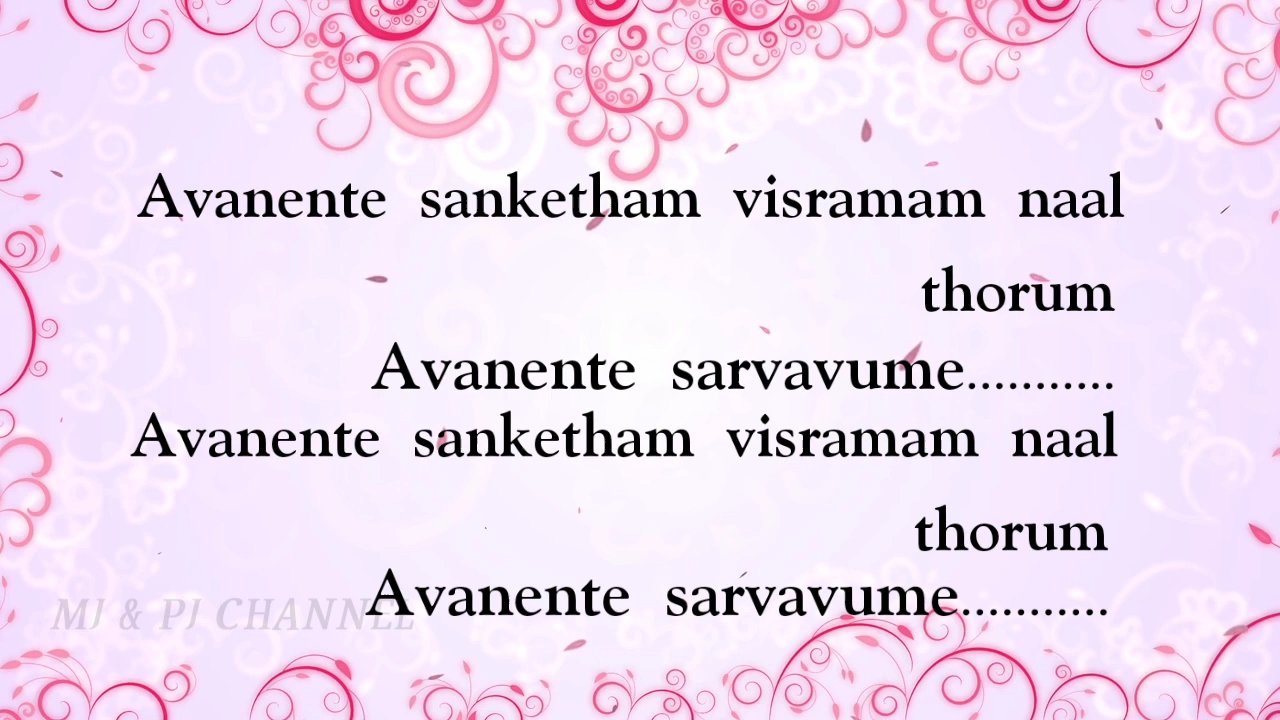 Avanente sanketham visramam naal
thorum
Avanente sarvavume...........
Avanente sanketham visramam naal
thorum
Avanente sarvavume...........
MJ & PJ CHANNEL